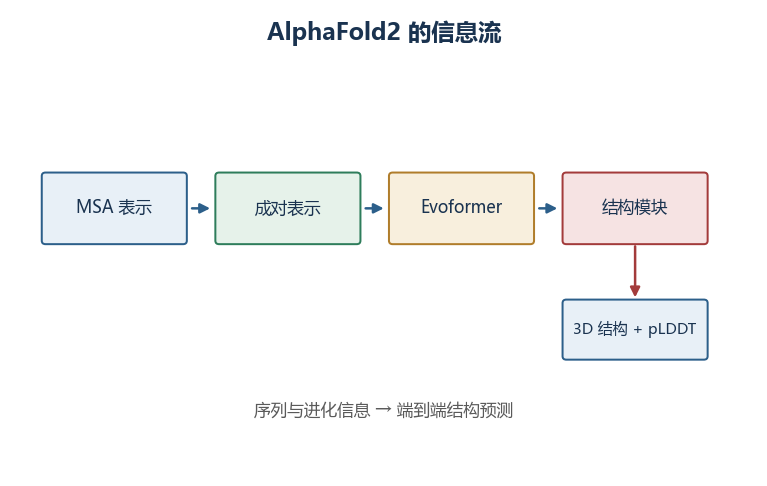 AlphaFold2 的信息流
MSA 表示
成对表示
Evoformer
结构模块
3D 结构 + pLDDT
序列与进化信息 → 端到端结构预测